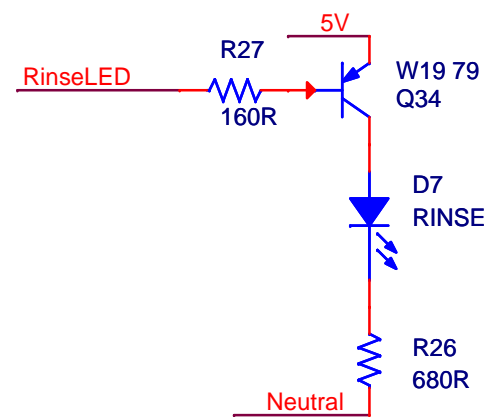 5V
R27
RinseLED
160R
W19 79
Q34
D7
RINSE
R26
680R
Neutral